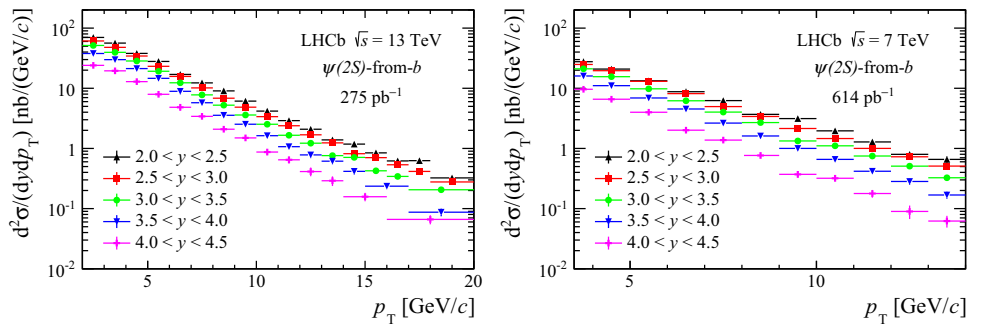 d²σ/(dydp_T) [nb/(GeV/c)]
10²
10
1
10⁻¹
10⁻²
LHCb √s = 13 TeV
ψ(2S)-from-b
275 pb⁻¹
2.0 < y < 2.5
2.5 < y < 3.0
3.0 < y < 3.5
3.5 < y < 4.0
4.0 < y < 4.5
5 10 15 20
p_T [GeV/c]
d²σ/(dydp_T) [nb/(GeV/c)]
10²
10
1
10⁻¹
10⁻²
LHCb √s = 7 TeV
ψ(2S)-from-b
614 pb⁻¹
2.0 < y < 2.5
2.5 < y < 3.0
3.0 < y < 3.5
3.5 < y < 4.0
4.0 < y < 4.5
5 10
p_T [GeV/c]